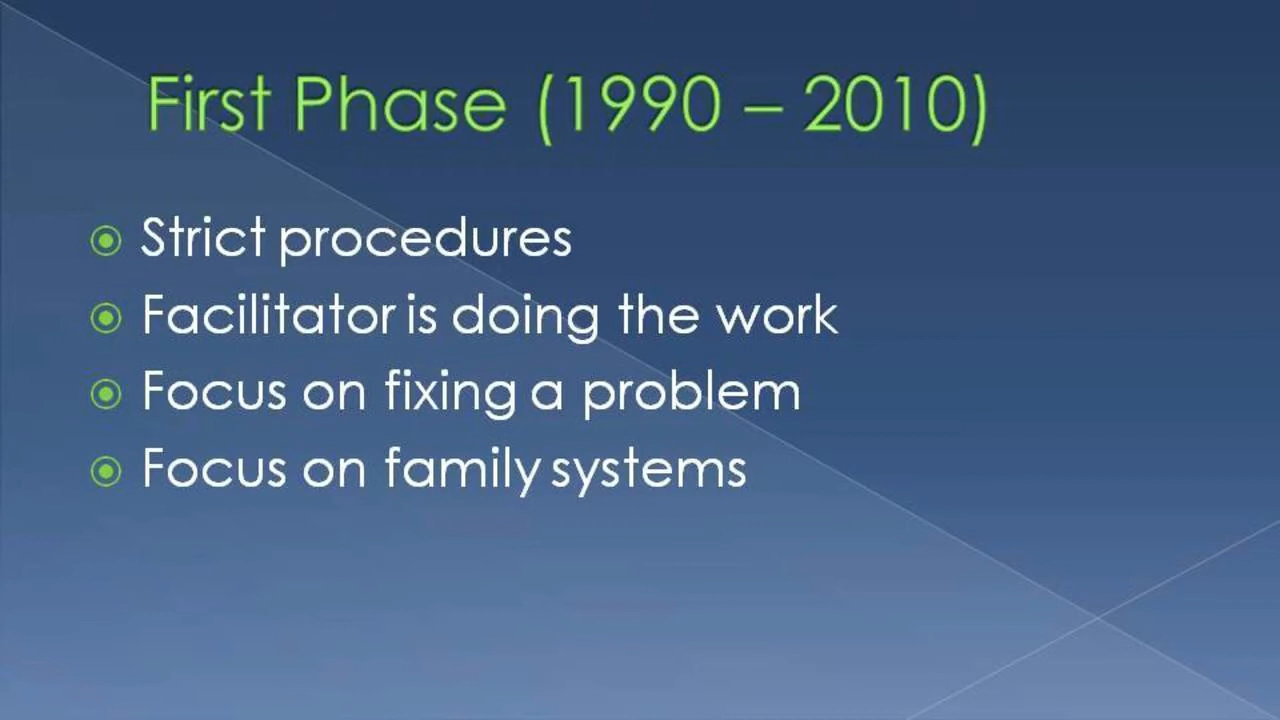 First Phase (1990 – 2010)
Strict procedures
Facilitator is doing the work
Focus on fixing a problem
Focus on family systems